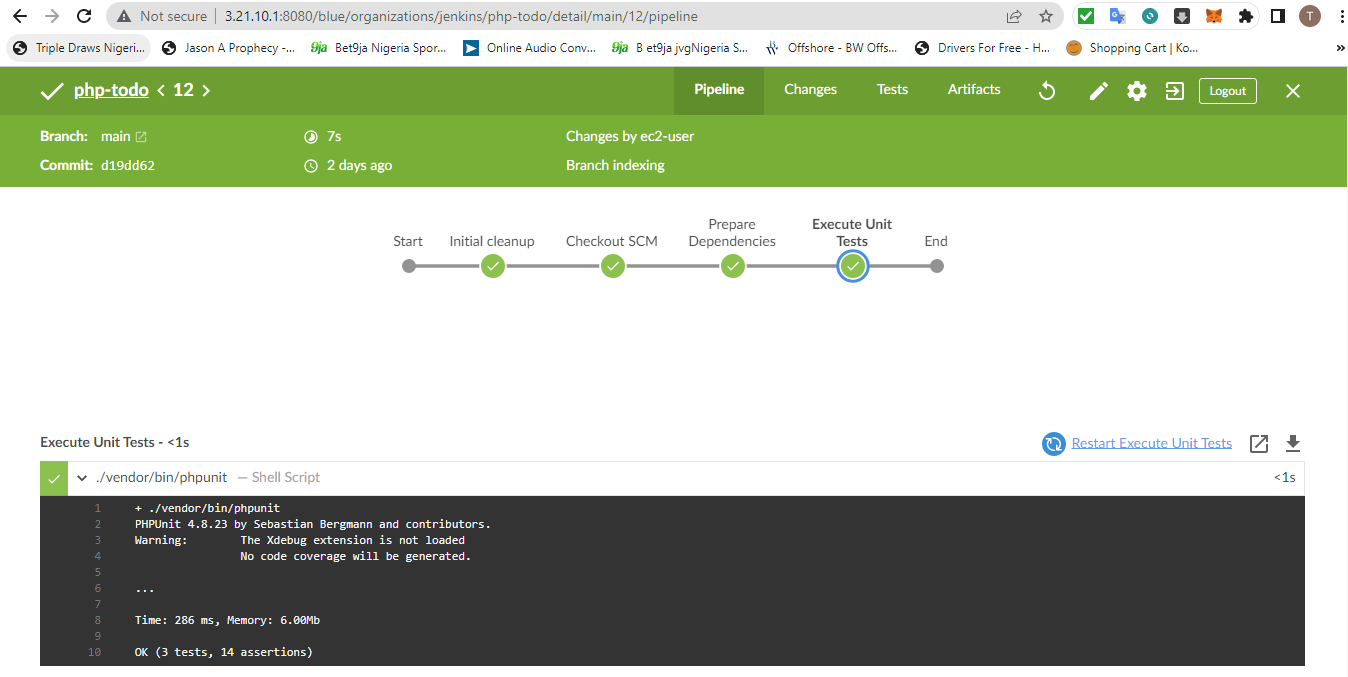 Not secure | 3.21.10.1:8080/blue/organizations/jenkins/php-todo/detail/main/12/pipeline
T
Triple Draws Nigeri... Jason A Prophecy -... 9ja Bet9ja Nigeria Spor... Online Audio Conv... 9ja B et9ja jvgNigeria S... Offshore - BW Offs... Drivers For Free - H... Shopping Cart | Ko... »
php-todo < 12 > Pipeline Changes Tests Artifacts Logout
Branch: main 7s Changes by ec2-user
Commit: d19dd62 2 days ago Branch indexing
Start Initial cleanup Checkout SCM Prepare Dependencies Execute Unit Tests End
Execute Unit Tests - <1s Restart Execute Unit Tests
./vendor/bin/phpunit — Shell Script <1s
1 + ./vendor/bin/phpunit
2 PHPUnit 4.8.23 by Sebastian Bergmann and contributors.
3 Warning: The Xdebug extension is not loaded
4 No code coverage will be generated.
5
6 ...
7
8 Time: 286 ms, Memory: 6.00Mb
9
10 OK (3 tests, 14 assertions)